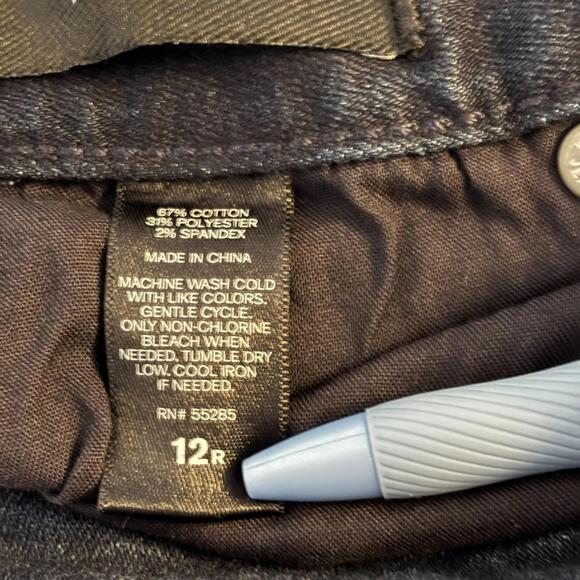 67% COTTON
31% POLYESTER
2% SPANDEX
MADE IN CHINA
MACHINE WASH COLD
WITH LIKE COLORS.
GENTLE CYCLE.
ONLY NON-CHLORINE
BLEACH WHEN
NEEDED, TUMBLE DRY
LOW. COOL IRON
IF NEEDED.
RN# 55285
12R